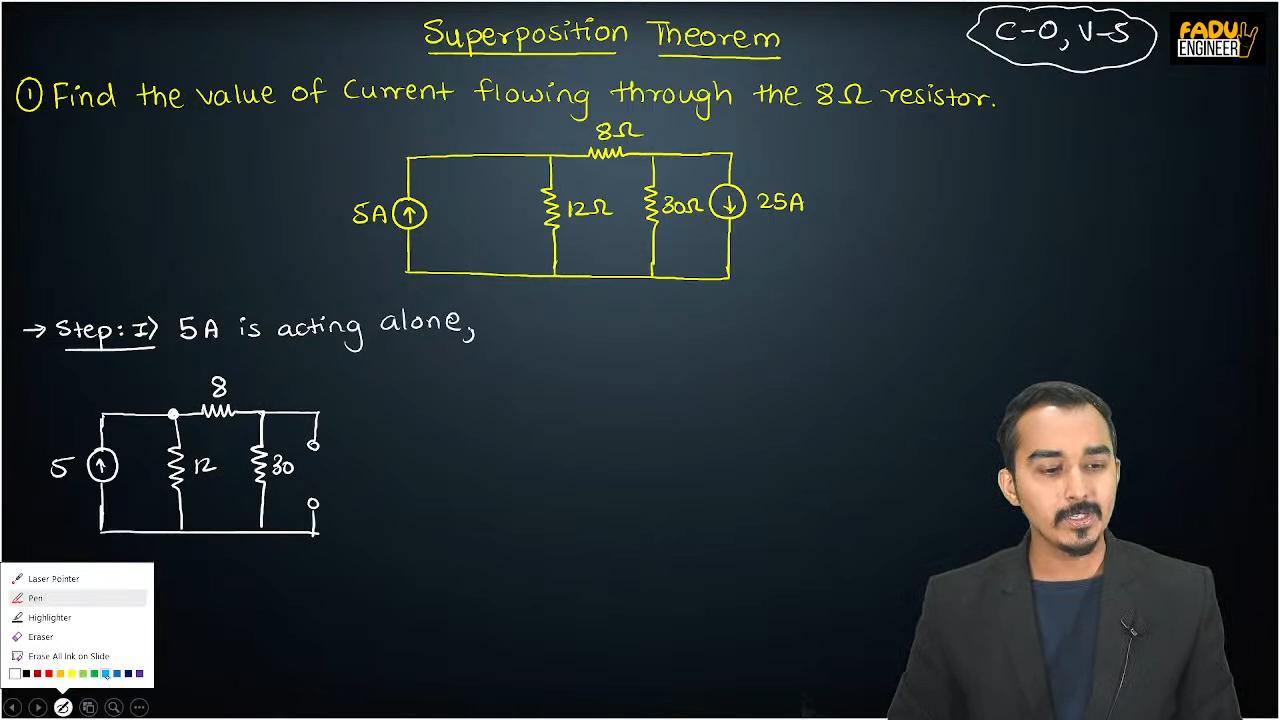 Superposition Theorem
C-O, V-S
FADU
ENGINEER
① Find the value of Current flowing through the 8Ω resistor.
8Ω
5A
12Ω
30Ω
25A
→ Step: I) 5A is acting alone,
8
5
12
30
Laser Pointer
Pen
Highlighter
Eraser
Erase All Ink on Slide